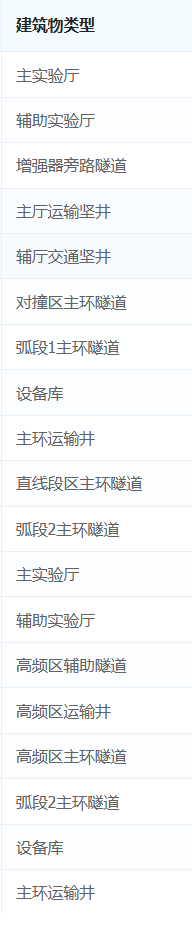 建筑物类型
主实验厅
辅助实验厅
增强器旁路隧道
主厅运输坚井
辅厅交通坚井
对撞区主环隧道
弧段1主环隧道
设备库
主环运输井
直线段区主环隧道
弧段2主环隧道
主实验厅
辅助实验厅
高频区辅助隧道
高频区运输井
高频区主环隧道
弧段2主环隧道
设备库
主环运输井